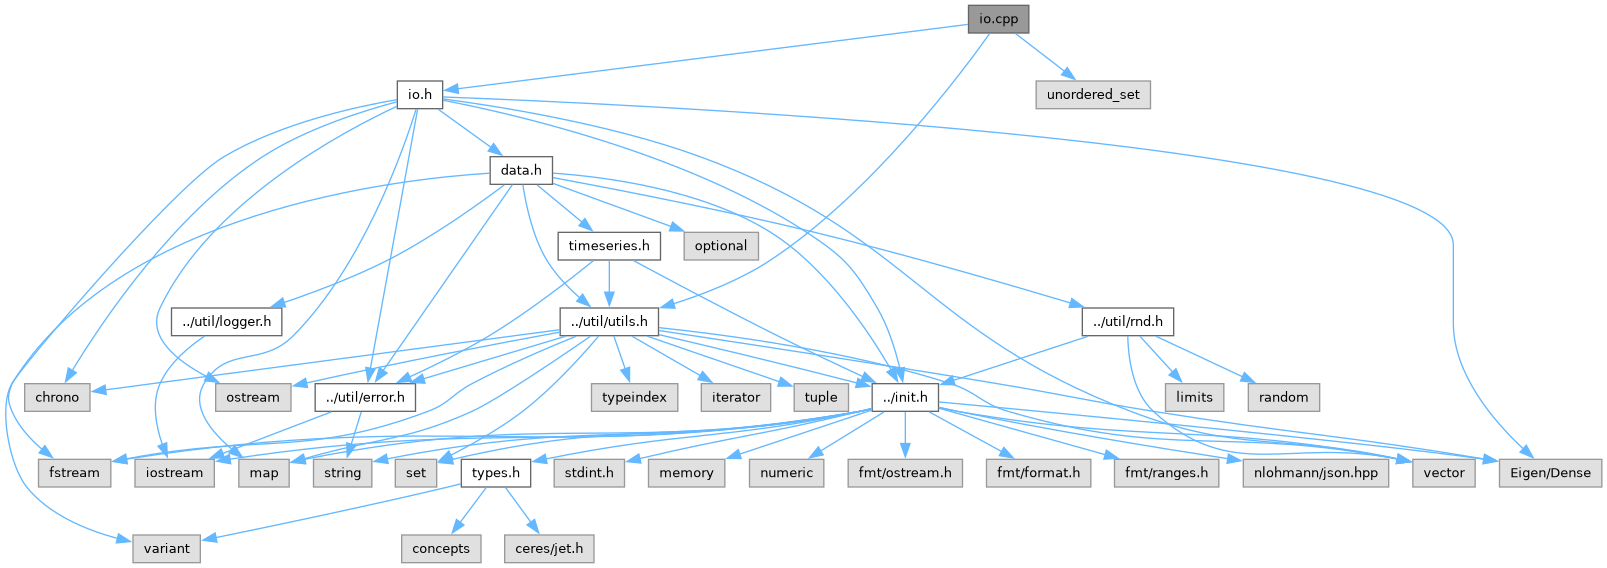 io.cpp
io.h
unordered_set
data.h
timeseries.h
optional
../util/logger.h
../util/utils.h
../util/rnd.h
chrono
ostream
../util/error.h
typeindex
iterator
tuple
../init.h
limits
random
fstream
iostream
map
string
set
types.h
stdint.h
memory
numeric
fmt/ostream.h
fmt/format.h
fmt/ranges.h
nlohmann/json.hpp
vector
Eigen/Dense
variant
concepts
ceres/jet.h